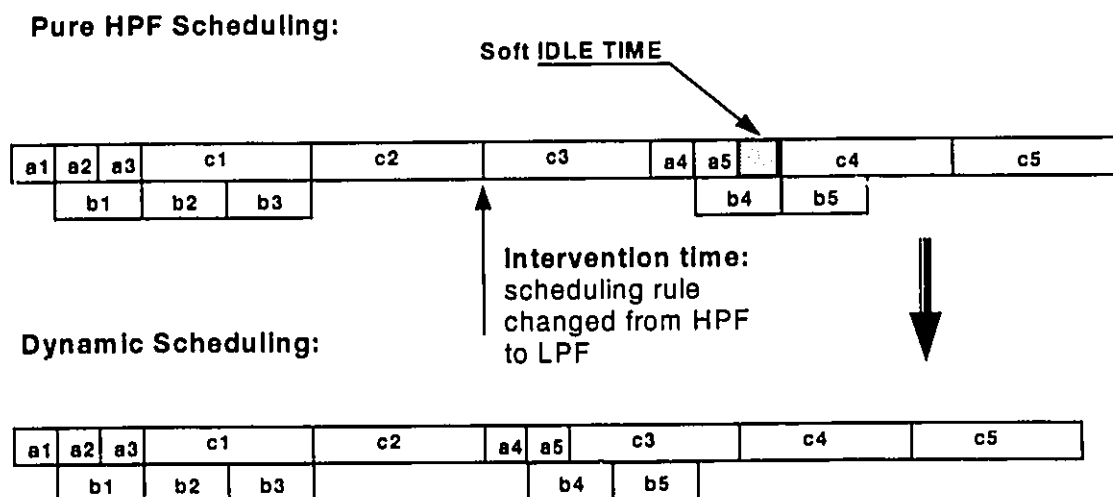 Pure HPF Scheduling:
Soft IDLE TIME
a1 a2 a3 c1 c2 c3 a4 a5 c4 c5
b1 b2 b3 b4 b5
Intervention time:
scheduling rule
changed from HPF
to LPF
Dynamic Scheduling:
a1 a2 a3 c1 c2 a4 a5 c3 c4 c5
b1 b2 b3 b4 b5